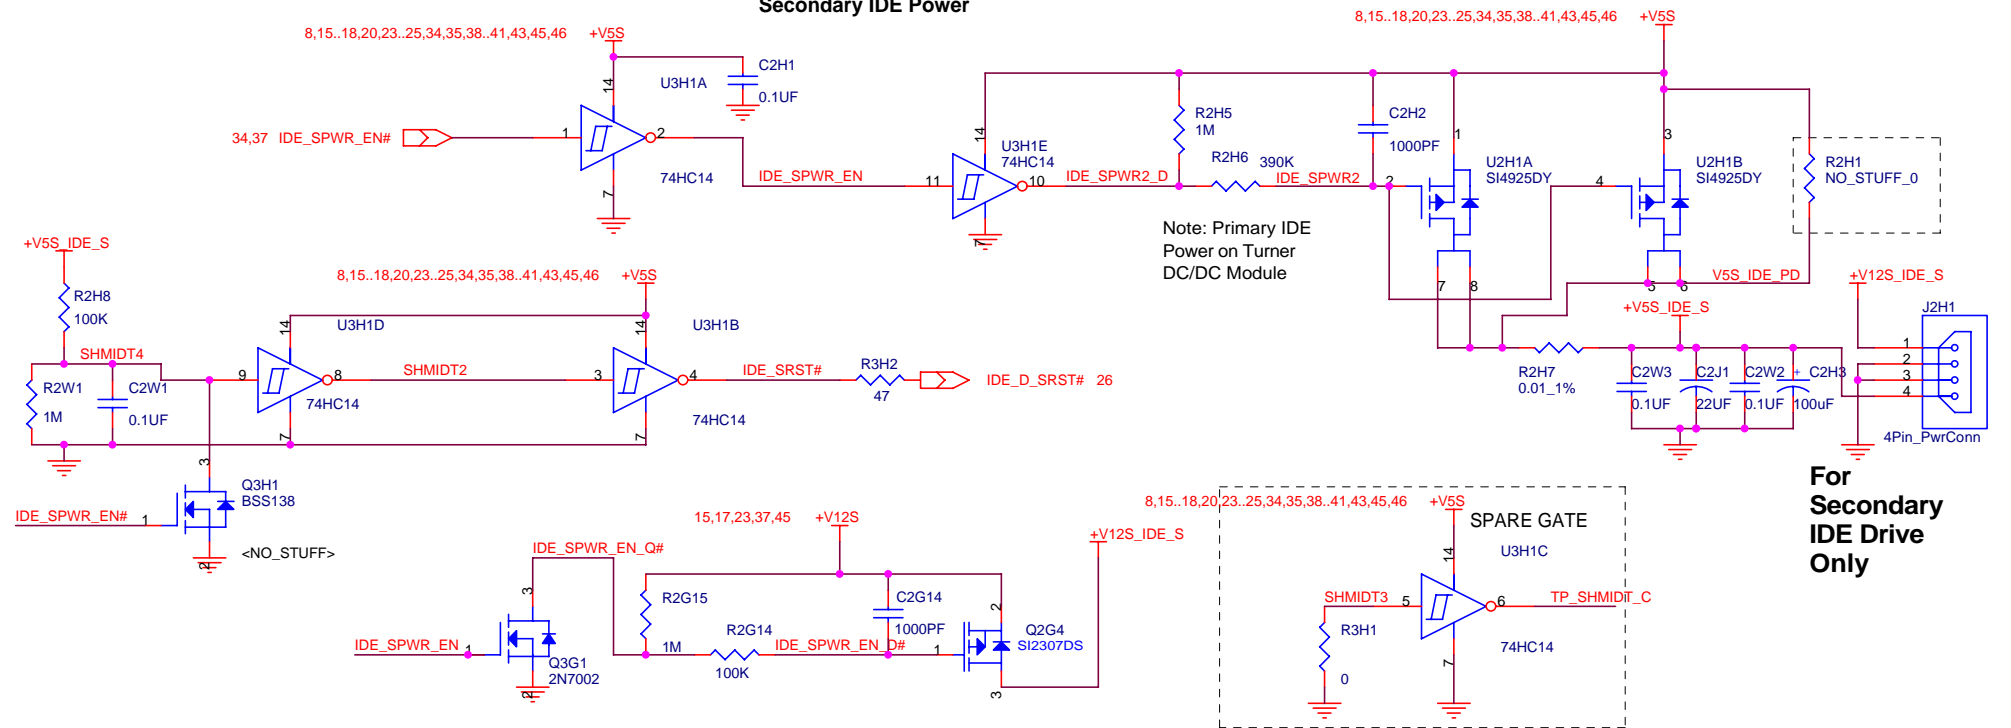 Secondary IDE Power
8,15..18,20,23..25,34,35,38..41,43,45,46 +V5S
C2H1
0.1UF
U3H1A
14
34,37 IDE_SPWR_EN#
1
2
7
74HC14
IDE_SPWR_EN
8,15..18,20,23..25,34,35,38..41,43,45,46 +V5S
14
U3H1E
74HC14
11
10
7
IDE_SPWR2_D
R2H5
1M
R2H6
390K
IDE_SPWR2
C2H2
1000PF
1
2
U2H1A
SI4925DY
7
8
3
4
U2H1B
SI4925DY
5
6
R2H1
NO_STUFF_0
V5S_IDE_PD
Note: Primary IDE
Power on Turner
DC/DC Module
+V5S_IDE_S
R2H8
100K
SHMIDT4
R2W1
1M
C2W1
0.1UF
8,15..18,20,23..25,34,35,38..41,43,45,46 +V5S
14
U3H1D
9
8
74HC14
7
SHMIDT2
14
U3H1B
3
4
74HC14
7
IDE_SRST#
R3H2
47
IDE_D_SRST# 26
+V5S_IDE_S
R2H7
0.01_1%
C2W3
0.1UF
C2J1
22UF
C2W2
0.1UF
+
C2H3
100uF
+V12S_IDE_S
J2H1
1
2
3
4
4Pin_PwrConn
For
Secondary
IDE Drive
Only
IDE_SPWR_EN#
1
3
Q3H1
BSS138
2
<NO_STUFF>
15,17,23,37,45 +V12S
IDE_SPWR_EN_Q#
IDE_SPWR_EN
1
3
Q3G1
2N7002
2
R2G15
1M
R2G14
100K
IDE_SPWR_EN_D#
C2G14
1000PF
1
2
Q2G4
SI2307DS
3
+V12S_IDE_S
8,15..18,20,23..25,34,35,38..41,43,45,46 +V5S
SPARE GATE
U3H1C
14
SHMIDT3
5
6
TP_SHMIDT_C
R3H1
0
7
74HC14